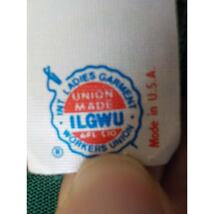 INT. LADIES GARMENT
UNION
MADE
ILGWU
AFL CIO
WORKERS UNION
®
Made in U.S.A.